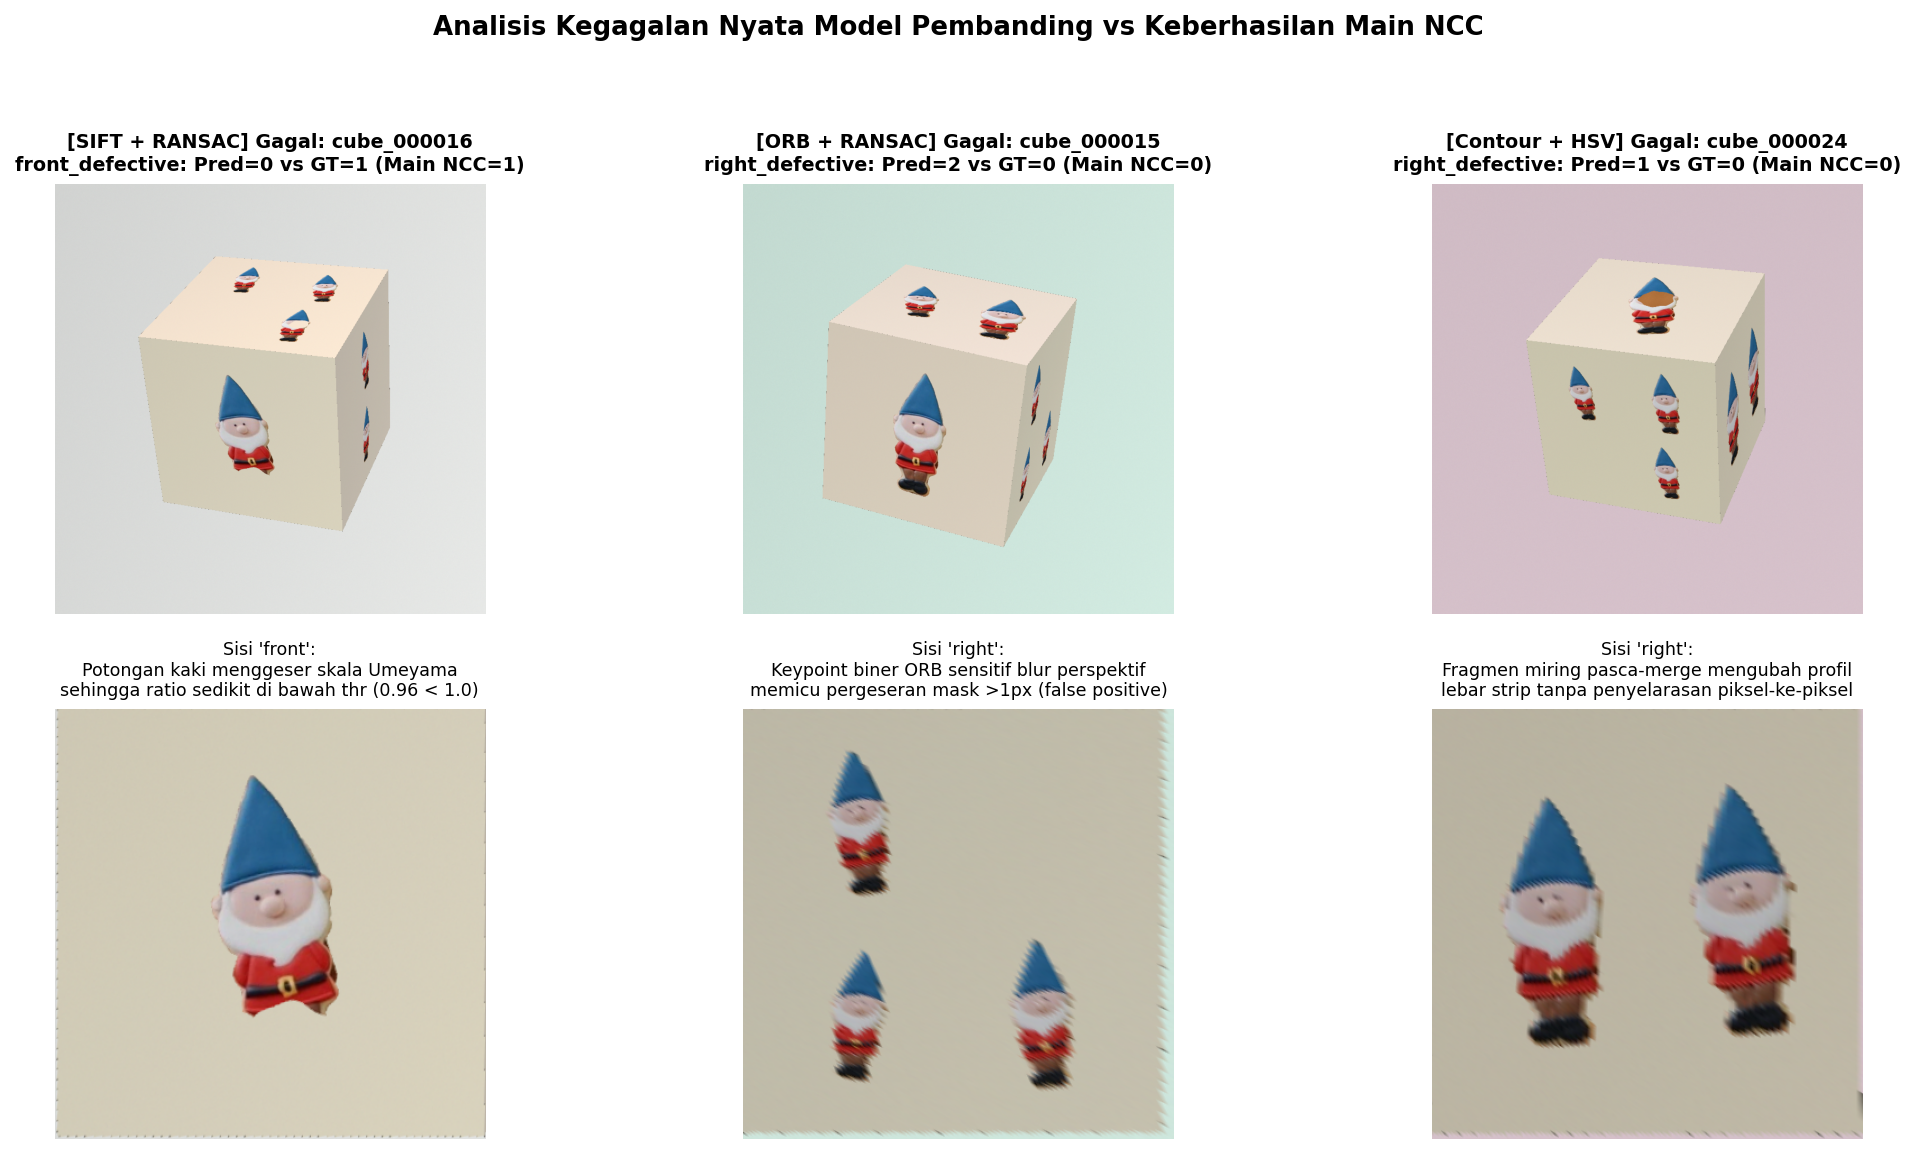 Analisis Kegagalan Nyata Model Pembanding vs Keberhasilan Main NCC
[SIFT + RANSAC] Gagal: cube_000016
front_defective: Pred=0 vs GT=1 (Main NCC=1)
[ORB + RANSAC] Gagal: cube_000015
right_defective: Pred=2 vs GT=0 (Main NCC=0)
[Contour + HSV] Gagal: cube_000024
right_defective: Pred=1 vs GT=0 (Main NCC=0)
Sisi 'front':
Potongan kaki menggeser skala Umeyama
sehingga ratio sedikit di bawah thr (0.96 < 1.0)
Sisi 'right':
Keypoint biner ORB sensitif blur perspektif
memicu pergeseran mask >1px (false positive)
Sisi 'right':
Fragmen miring pasca-merge mengubah profil
lebar strip tanpa penyelarasan piksel-ke-piksel